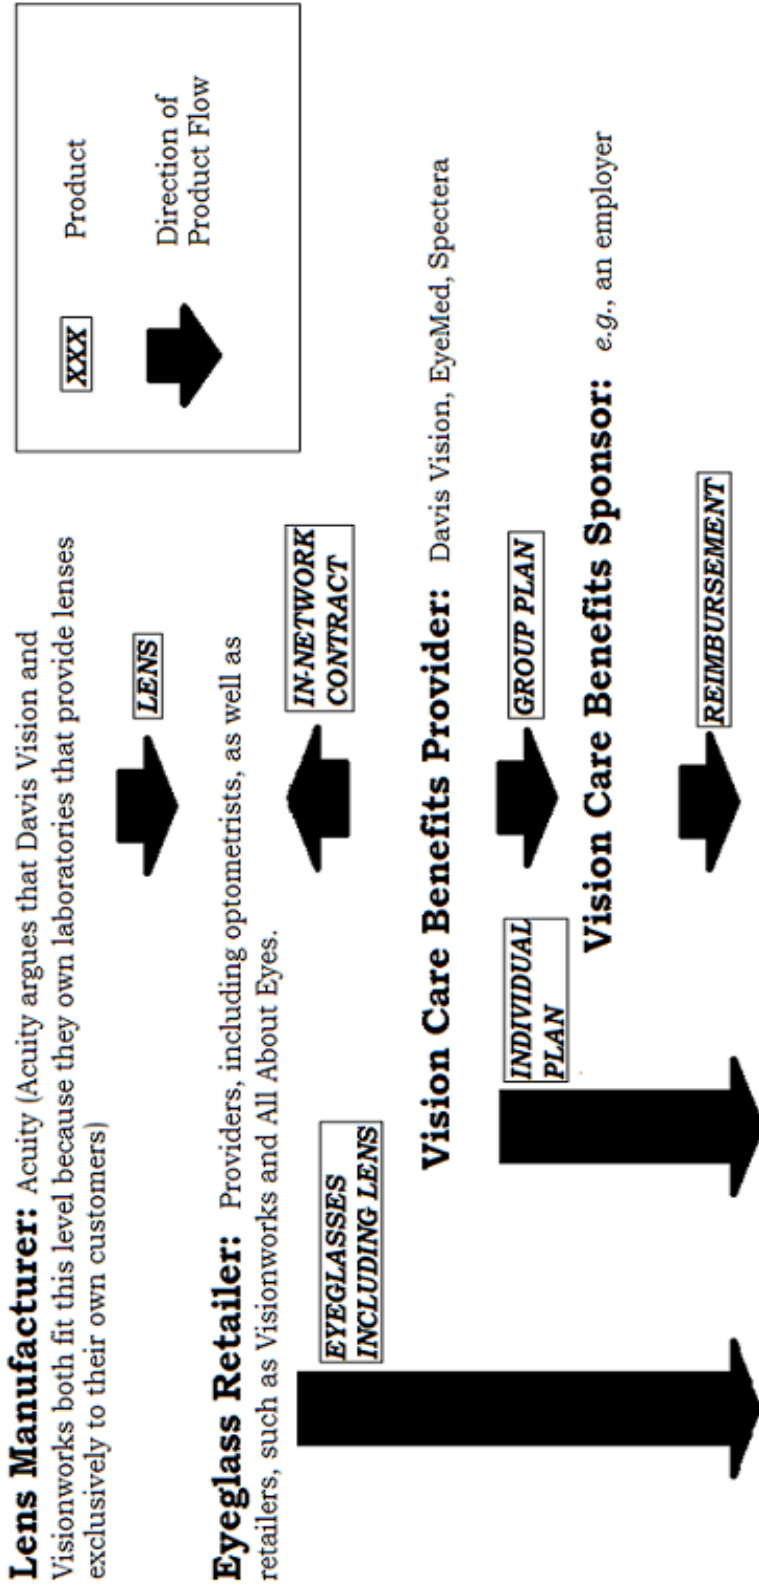 Lens Manufacturer: Acuity (Acuity argues that Davis Vision and
Visionworks both fit this level because they own laboratories that provide lenses
exclusively to their own customers)
XXX
Product
Direction of
Product Flow
LENS
Eyeglass Retailer: Providers, including optometrists, as well as
retailers, such as Visionworks and All About Eyes.
EYEGLASSES
INCLUDING LENS
IN-NETWORK
CONTRACT
Vision Care Benefits Provider: Davis Vision, EyeMed, Spectera
INDIVIDUAL
PLAN
GROUP PLAN
Vision Care Benefits Sponsor: e.g., an employer
REIMBURSEMENT